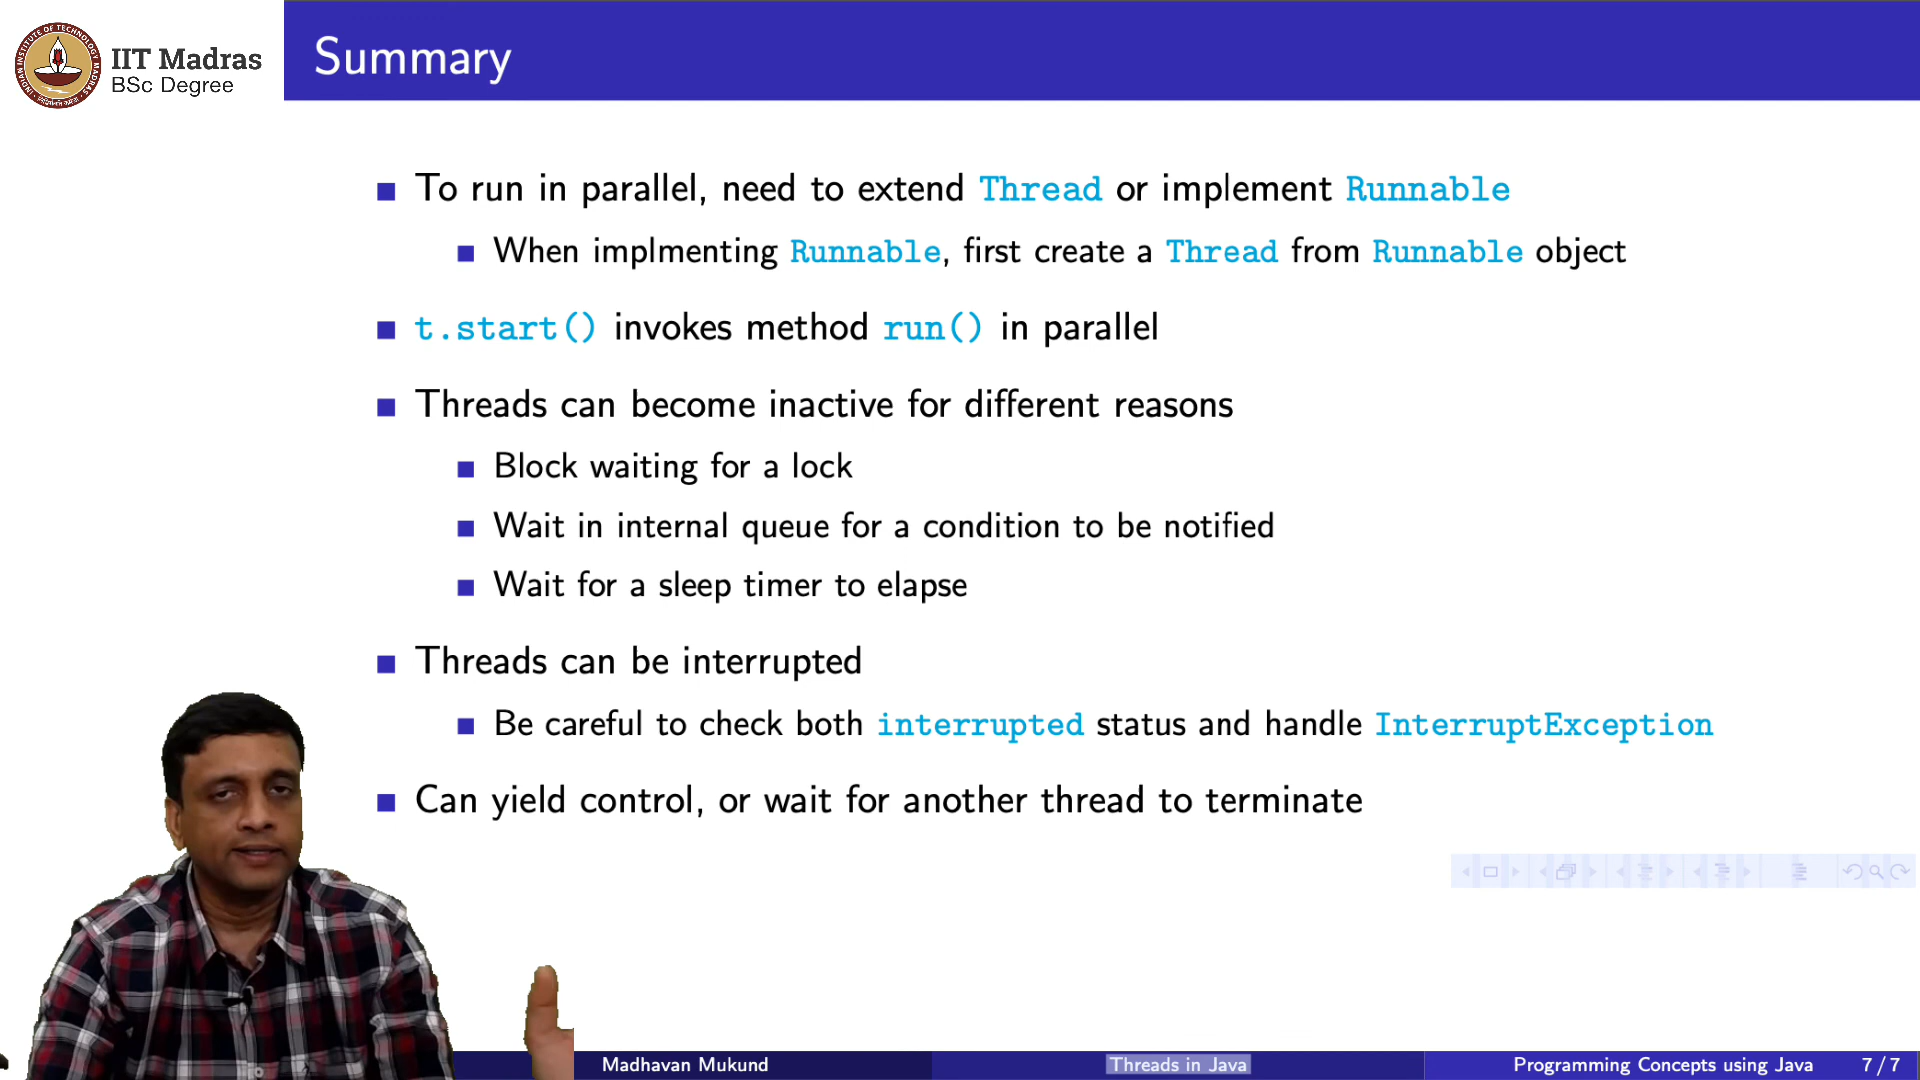 IIT Madras
BSc Degree
Summary
To run in parallel, need to extend Thread or implement Runnable
When implmenting Runnable, first create a Thread from Runnable object
t.start() invokes method run() in parallel
Threads can become inactive for different reasons
Block waiting for a lock
Wait in internal queue for a condition to be notified
Wait for a sleep timer to elapse
Threads can be interrupted
Be careful to check both interrupted status and handle InterruptException
Can yield control, or wait for another thread to terminate
Madhavan Mukund
Threads in Java
Programming Concepts using Java
7 / 7